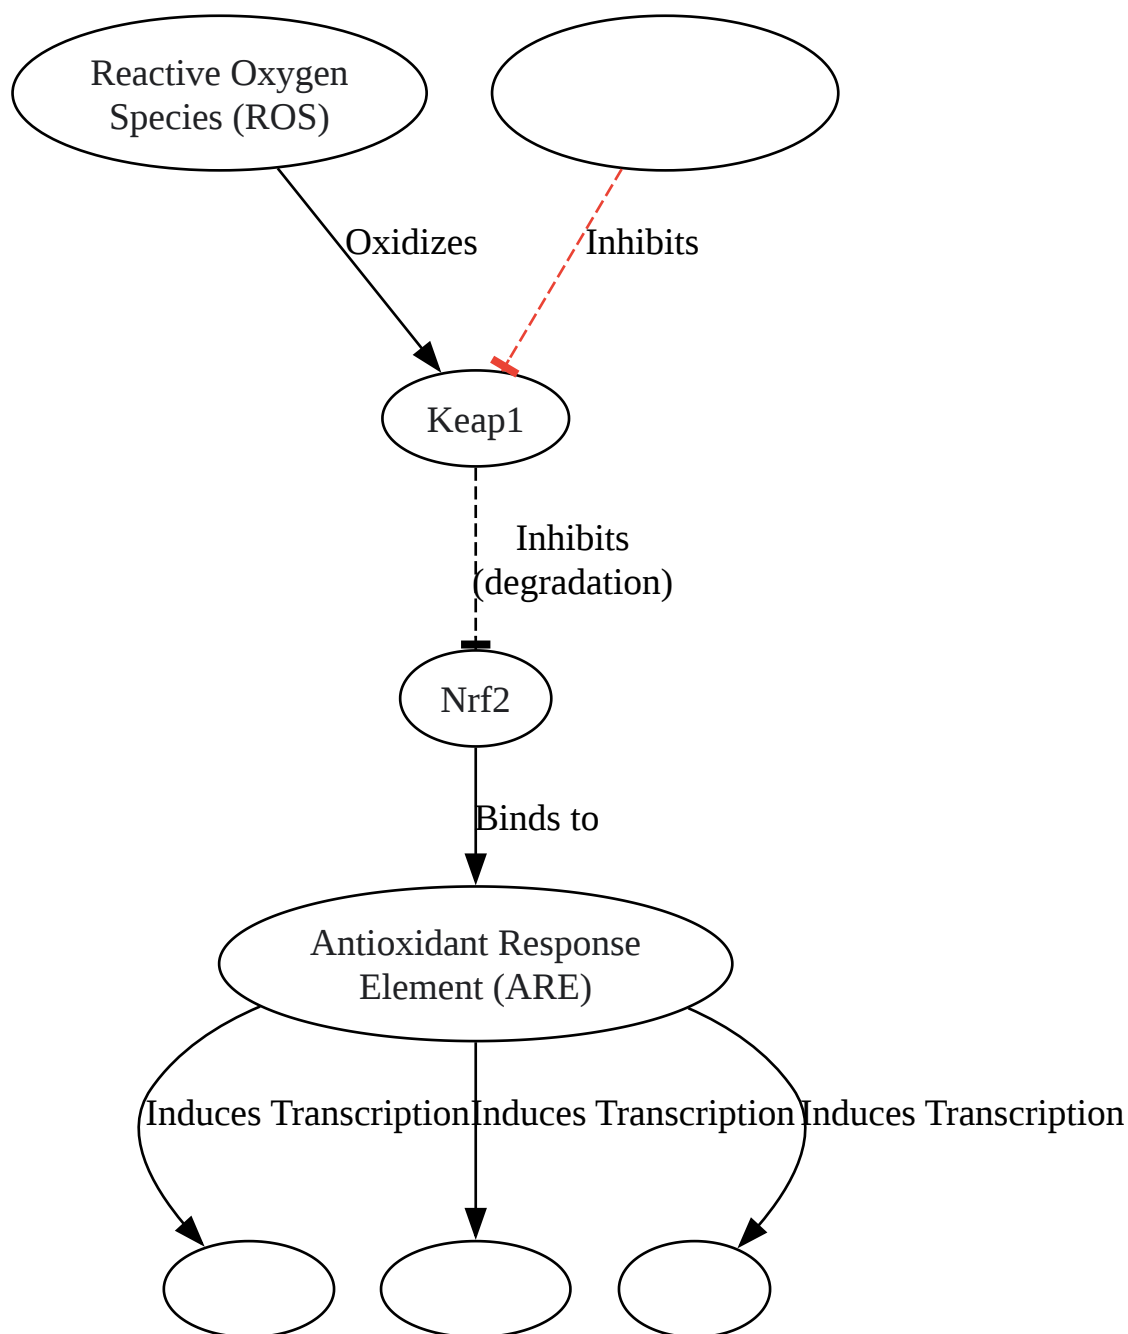 Reactive Oxygen
Species (ROS)
Oxidizes
Inhibits
Keap1
Inhibits
(degradation)
Nrf2
Binds to
Antioxidant Response
Element (ARE)
Induces Transcription
Induces Transcription
Induces Transcription